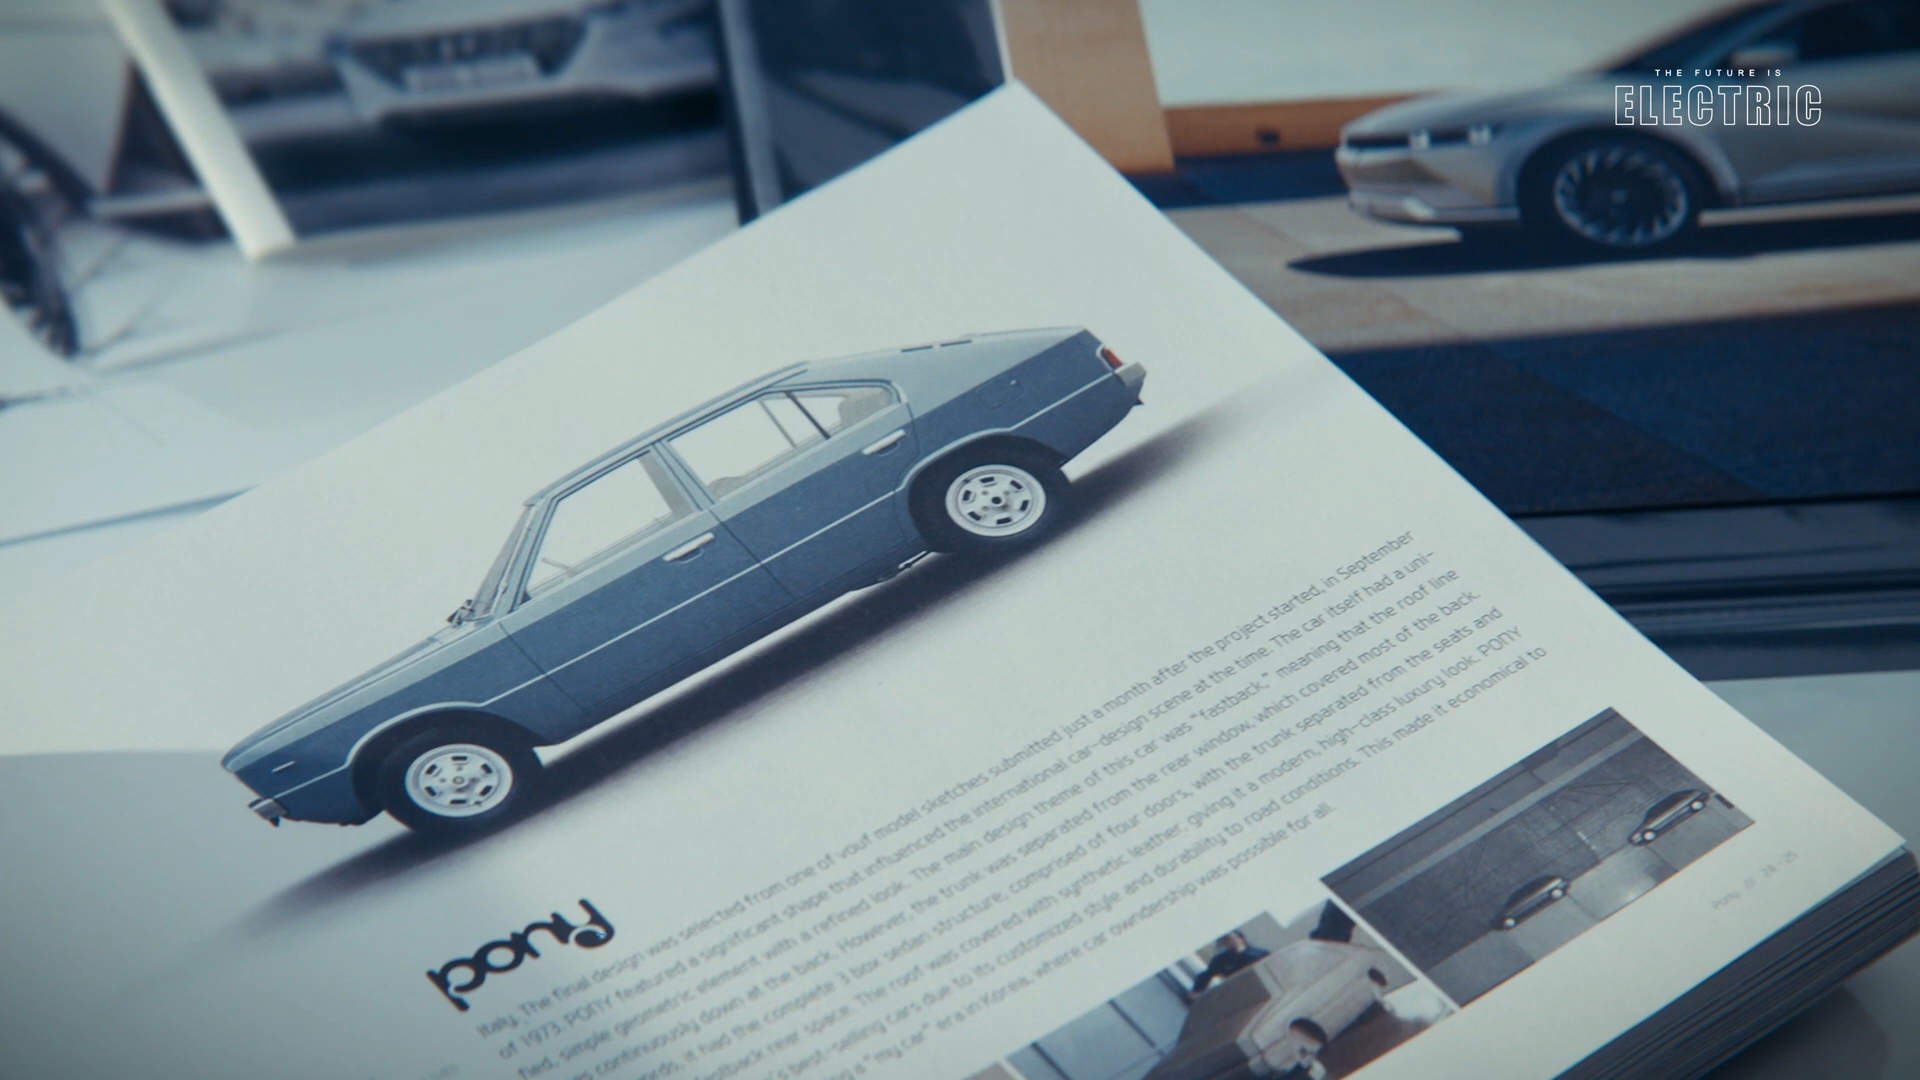 THE FUTURE IS
ELECTRIC
pony
Italy. The final design was selected from one of your model sketches submitted just a month after the project started, in September
of 1973. PONY featured a significant shape that influenced the international car-design scene at the time. The car itself had a uni-
fied, simple geometric element with a refined look. The main design theme of this car was "fastback," meaning that the roof line
continuously down at the back. However, the trunk was separated from the rear window, which covered most of the back.
words, it had the complete 3 box sedan structure, comprised of four doors, with the trunk separated from the seats and
fastback rear space. The roof was covered with synthetic leather, giving it a modern, high-class luxury look. PONY
's best-selling cars due to its customized style and durability to road conditions. This made it economical to
a "my car" era in Korea, where car ownership was possible for all.
Pony 24 - 25